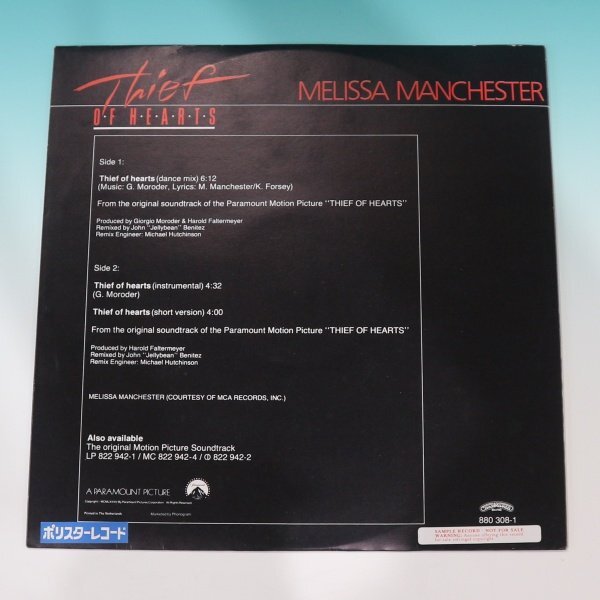 Thief
OF H·E·A·R·T·S
MELISSA MANCHESTER
Side 1:
Thief of hearts (dance mix) 6:12
(Music: G. Moroder, Lyrics: M. Manchester/K. Forsey)
From the original soundtrack of the Paramount Motion Picture ''THIEF OF HEARTS''
Produced by Giorgio Moroder & Harold Faltermeyer
Remixed by John ''Jellybean'' Benitez
Remix Engineer: Michael Hutchinson
Side 2:
Thief of hearts (instrumental) 4:32
(G. Moroder)
Thief of hearts (short version) 4:00
From the original soundtrack of the Paramount Motion Picture ''THIEF OF HEARTS''
Produced by Harold Faltermeyer
Remixed by John ''Jellybean'' Benitez
Remix Engineer: Michael Hutchinson
MELISSA MANCHESTER (COURTESY OF MCA RECORDS, INC.)
Also available
The original Motion Picture Soundtrack
LP 822 942-1 / MC 822 942-4 / 822 942-2
A PARAMOUNT PICTURE
Paramount
Printed in The Netherlands
Marketed by Phonogram
ポリスターレコード
880 308-1
SAMPLE RECORD · NOT FOR SALE
WARNING: